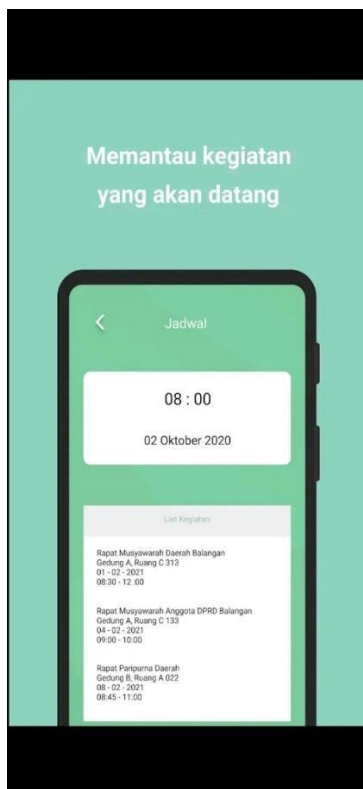 Memantau kegiatan
yang akan datang
Jadwal
08 : 00
02 Oktober 2020
List Kegiatan
Rapat Musyawarah Daerah Balangan
Gedung A, Ruang C 313
01 - 02 - 2021
08:30 - 12 :00
Rapat Musyawarah Anggota DPRD Balangan
Gedung A, Ruang C 133
04 - 02 - 2021
09:00 - 10:00
Rapat Paripurna Daerah
Gedung B, Ruang A 022
08 - 02 - 2021
08:45 - 11:00